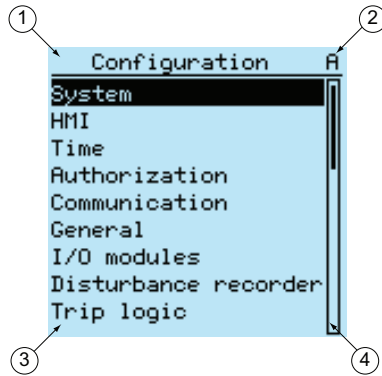 1 2
Configuration A
System
HMI
Time
Authorization
Communication
General
I/O modules
Disturbance recorder
Trip logic
3 4